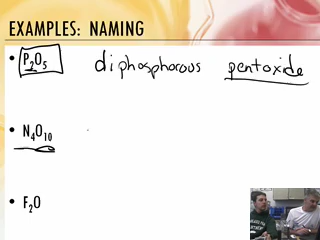 EXAMPLES: NAMING
• P₂O₅ diphosphorous pentoxide
• N₄O₁₀
• F₂O